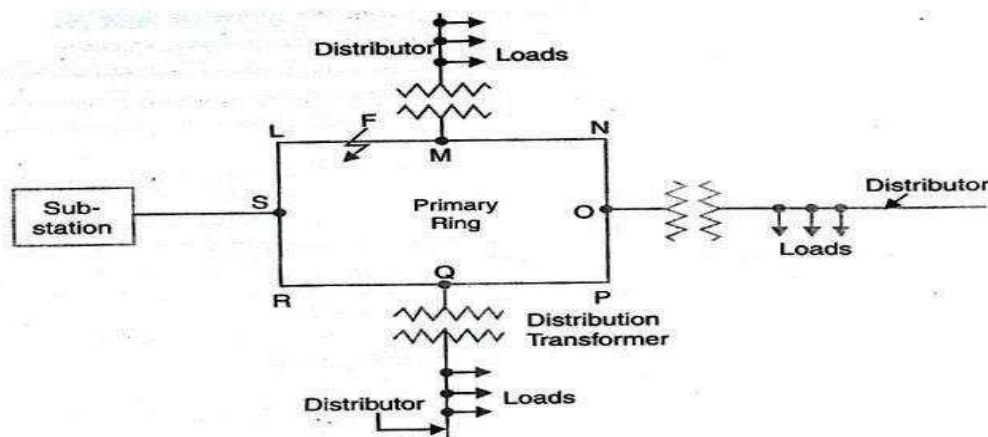 Distributor
Loads
L
F
M
N
S
Sub-
station
Primary
Ring
O
Distributor
Loads
R
Q
P
Distribution
Transformer
Distributor
Loads